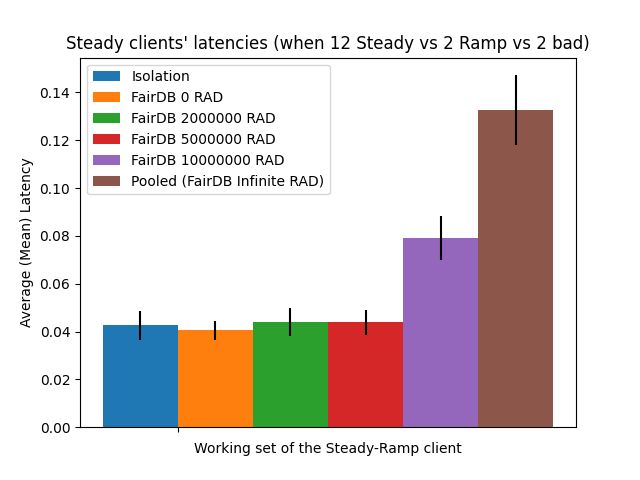 Steady clients' latencies (when 12 Steady vs 2 Ramp vs 2 bad)
Isolation
FairDB 0 RAD
FairDB 2000000 RAD
FairDB 5000000 RAD
FairDB 10000000 RAD
Pooled (FairDB Infinite RAD)
Average (Mean) Latency
0.14
0.12
0.10
0.08
0.06
0.04
0.02
0.00
Working set of the Steady-Ramp client